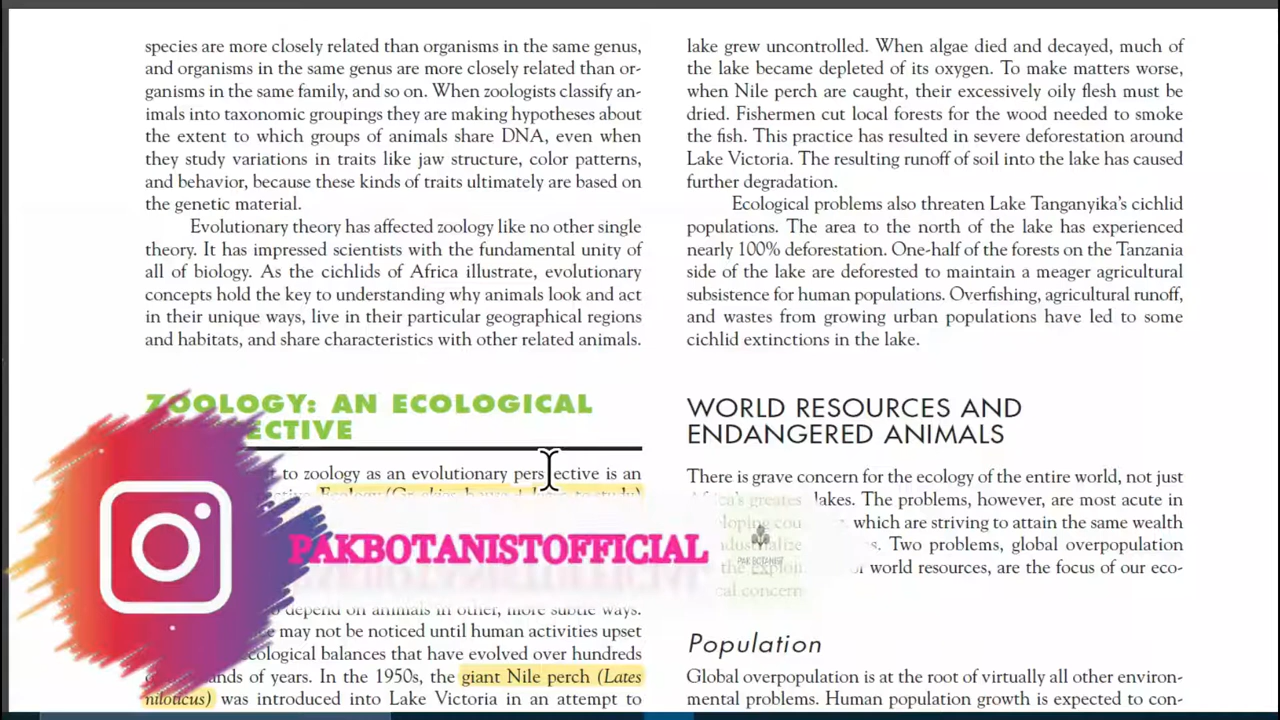 species are more closely related than organisms in the same genus,
and organisms in the same genus are more closely related than or-
ganisms in the same family, and so on. When zoologists classify an-
imals into taxonomic groupings they are making hypotheses about
the extent to which groups of animals share DNA, even when
they study variations in traits like jaw structure, color patterns,
and behavior, because these kinds of traits ultimately are based on
the genetic material.
Evolutionary theory has affected zoology like no other single
theory. It has impressed scientists with the fundamental unity of
all of biology. As the cichlids of Africa illustrate, evolutionary
concepts hold the key to understanding why animals look and act
in their unique ways, live in their particular geographical regions
and habitats, and share characteristics with other related animals.
ZOOLOGY: AN ECOLOGICAL
ECTIVE
to zoology as an evolutionary perspective is an
PAKBOTANISTOFFICIAL
depend on animals in other, more subtle ways.
may not be noticed until human activities upset
ological balances that have evolved over hundreds
nds of years. In the 1950s, the giant Nile perch (Lates
niloticus) was introduced into Lake Victoria in an attempt to
lake grew uncontrolled. When algae died and decayed, much of
the lake became depleted of its oxygen. To make matters worse,
when Nile perch are caught, their excessively oily flesh must be
dried. Fishermen cut local forests for the wood needed to smoke
the fish. This practice has resulted in severe deforestation around
Lake Victoria. The resulting runoff of soil into the lake has caused
further degradation.
Ecological problems also threaten Lake Tanganyika's cichlid
populations. The area to the north of the lake has experienced
nearly 100% deforestation. One-half of the forests on the Tanzania
side of the lake are deforested to maintain a meager agricultural
subsistence for human populations. Overfishing, agricultural runoff,
and wastes from growing urban populations have led to some
cichlid extinctions in the lake.
WORLD RESOURCES AND
ENDANGERED ANIMALS
There is grave concern for the ecology of the entire world, not just
lakes. The problems, however, are most acute in
which are striving to attain the same wealth
Two problems, global overpopulation
world resources, are the focus of our eco-
cal concern
PAK BOTANIST
Population
Global overpopulation is at the root of virtually all other environ-
mental problems. Human population growth is expected to con-